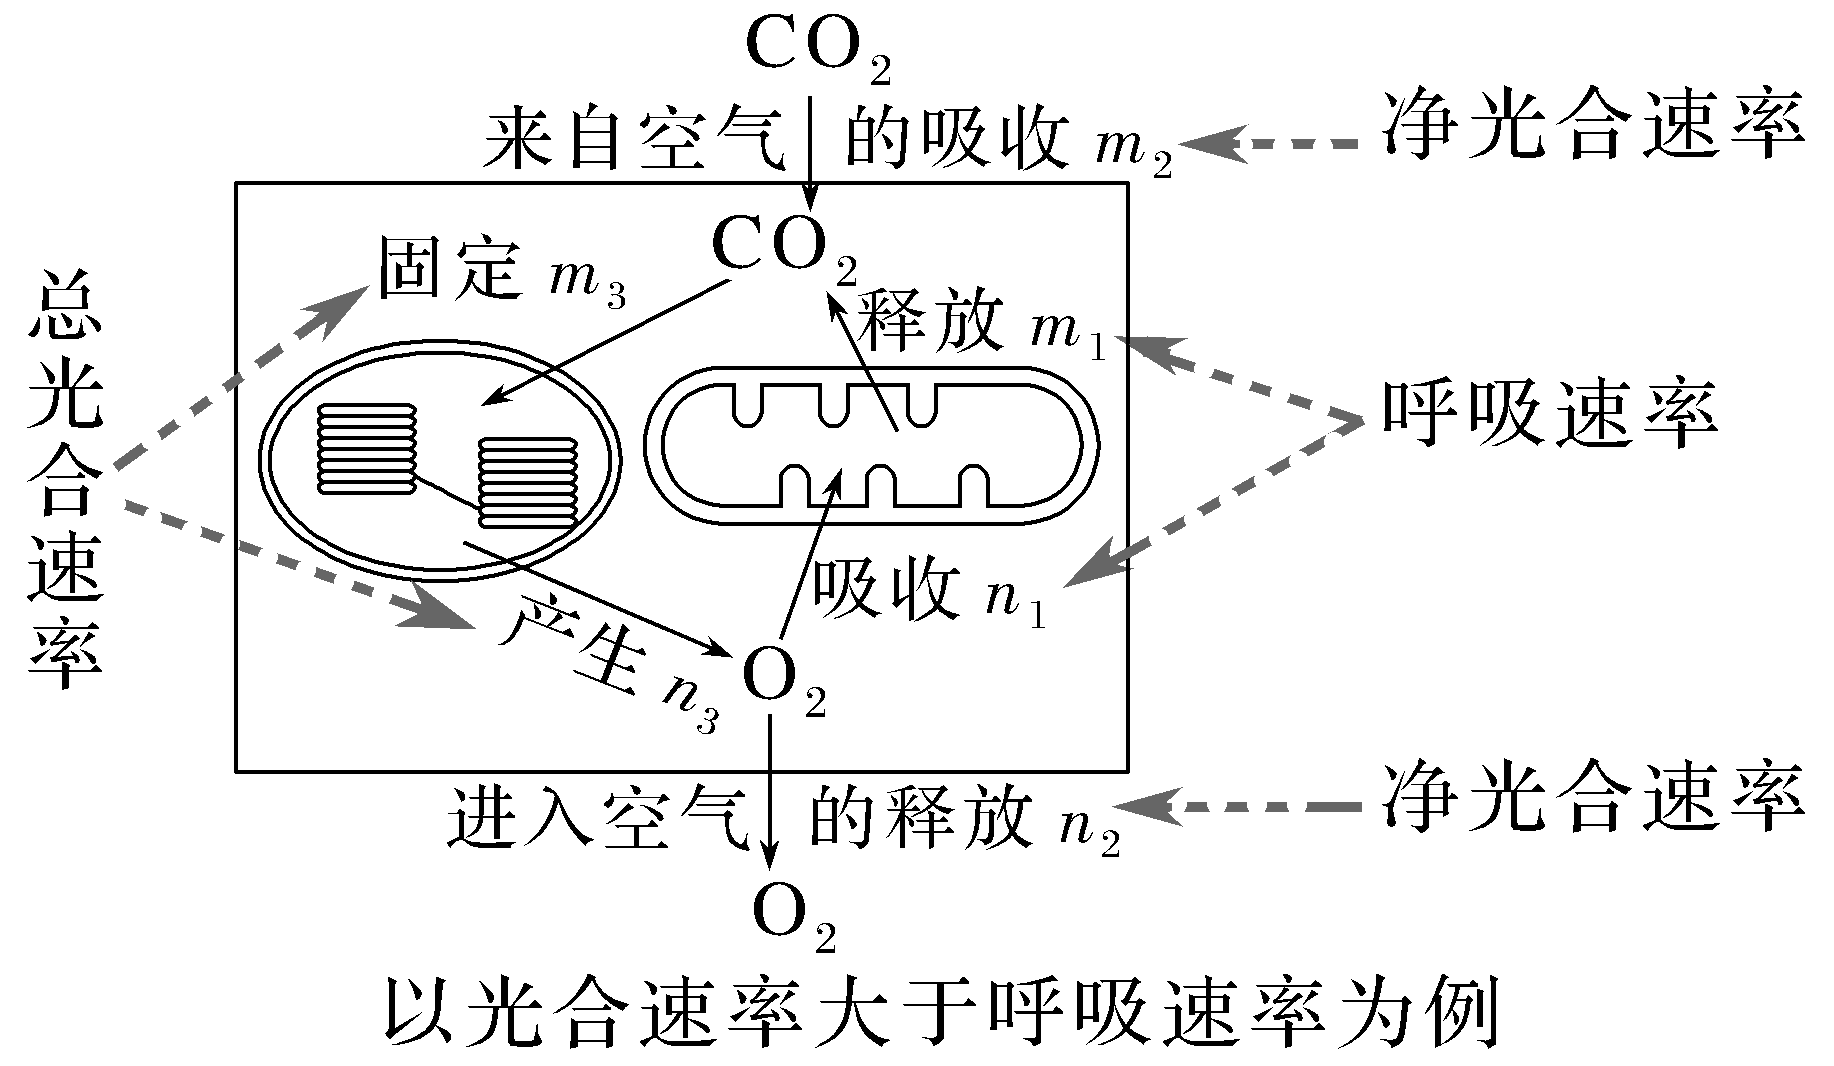 CO₂
来自空气的吸收 m₂
净光合速率
CO₂
固定 m₃
释放 m₁
总光合速率
呼吸速率
吸收 n₁
产生 n₃
O₂
进入空气的释放 n₂
净光合速率
O₂
以光合速率大于呼吸速率为例